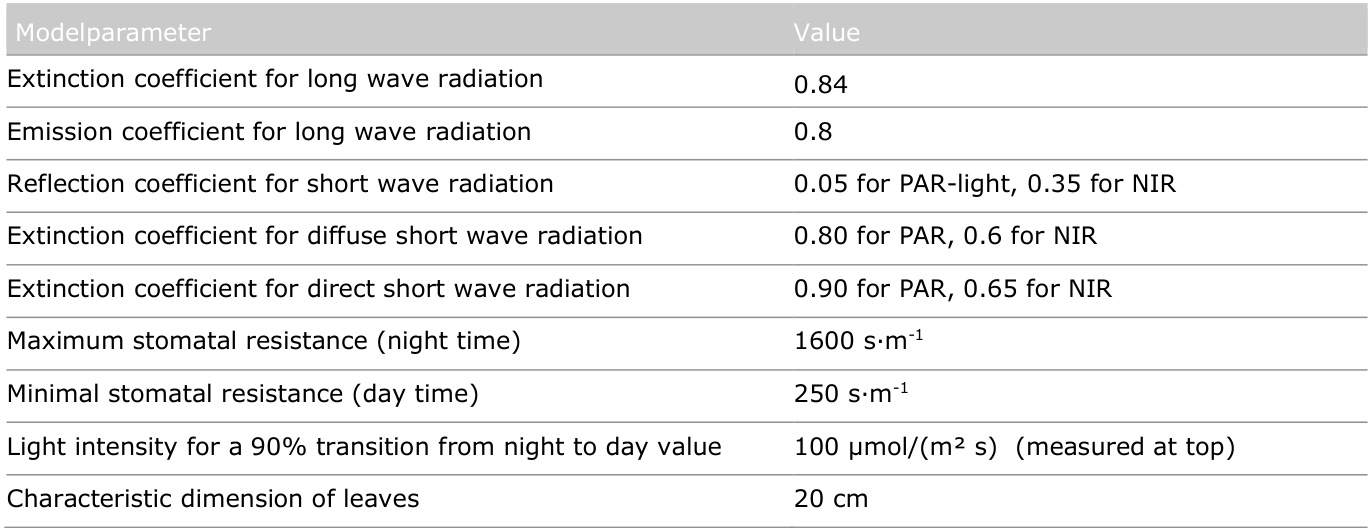 Modelparameter Value
Extinction coefficient for long wave radiation 0.84
Emission coefficient for long wave radiation 0.8
Reflection coefficient for short wave radiation 0.05 for PAR-light, 0.35 for NIR
Extinction coefficient for diffuse short wave radiation 0.80 for PAR, 0.6 for NIR
Extinction coefficient for direct short wave radiation 0.90 for PAR, 0.65 for NIR
Maximum stomatal resistance (night time) 1600 s·m⁻¹
Minimal stomatal resistance (day time) 250 s·m⁻¹
Light intensity for a 90% transition from night to day value 100 µmol/(m² s) (measured at top)
Characteristic dimension of leaves 20 cm